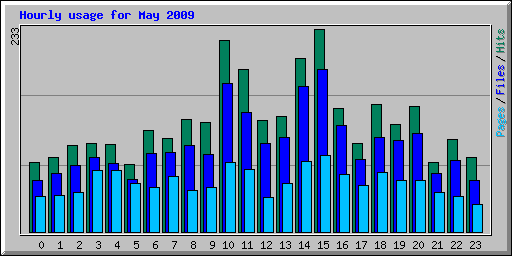 Hourly usage for May 2009
233
Pages / Files / Hits
0 1 2 3 4 5 6 7 8 9 10 11 12 13 14 15 16 17 18 19 20 21 22 23